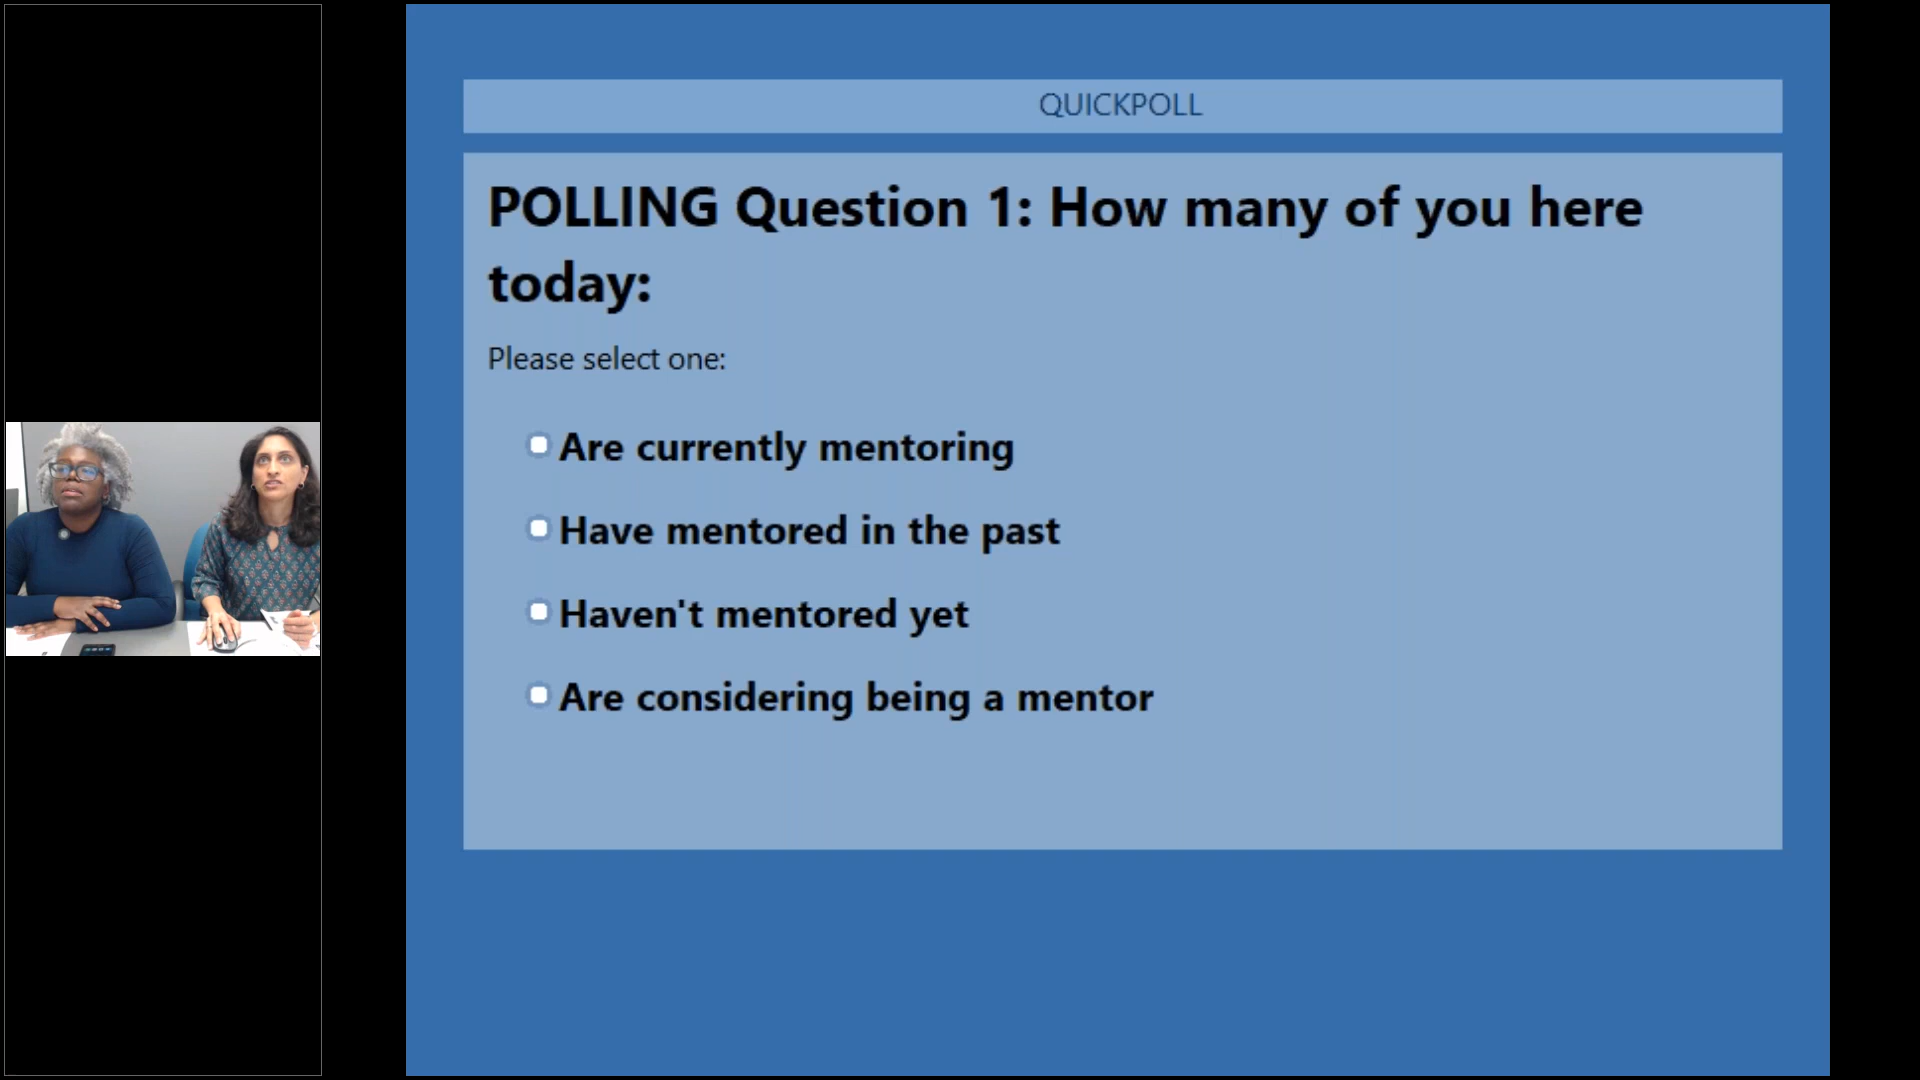 QUICKPOLL
POLLING Question 1: How many of you here
today:
Please select one:
Are currently mentoring
Have mentored in the past
Haven't mentored yet
Are considering being a mentor